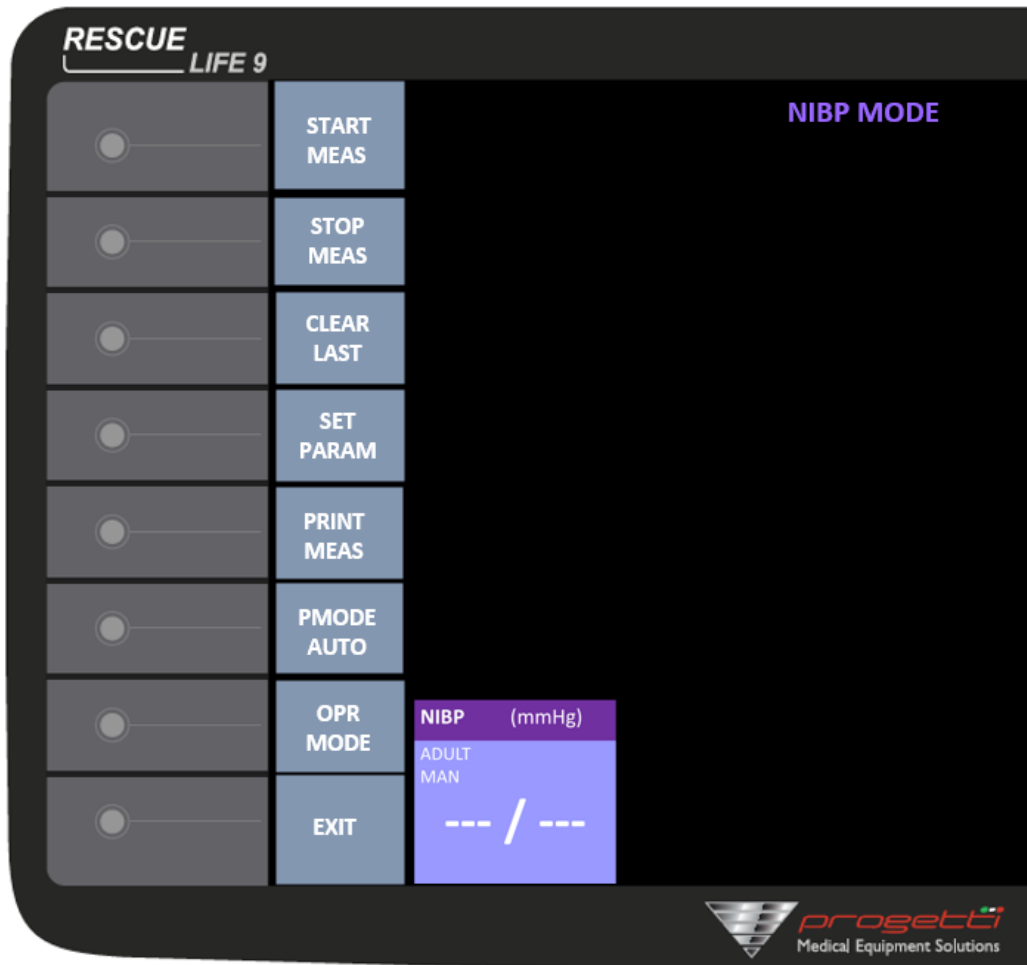 RESCUE
LIFE 9
NIBP MODE
START
MEAS
STOP
MEAS
CLEAR
LAST
SET
PARAM
PRINT
MEAS
PMODE
AUTO
OPR
MODE
EXIT
NIBP (mmHg)
ADULT
MAN
--- / ---
progetti
Medical Equipment Solutions